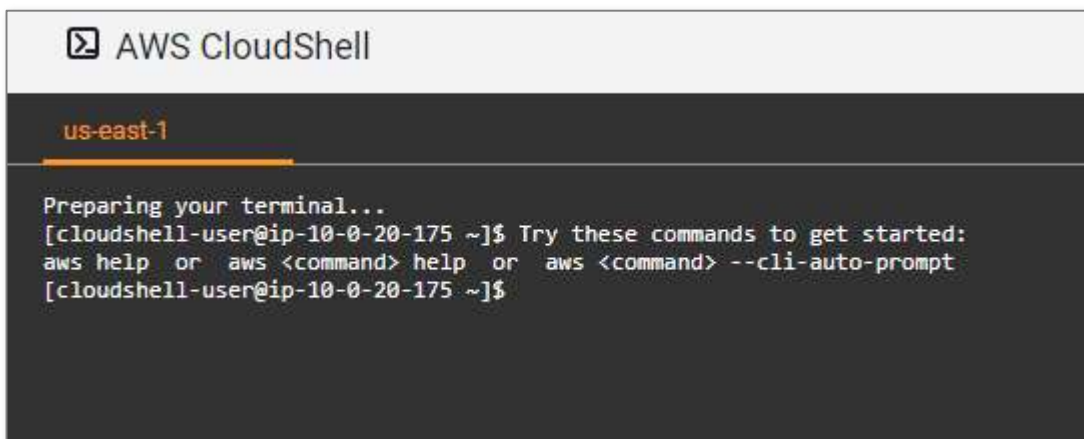 AWS CloudShell
us-east-1
Preparing your terminal...
[cloudshell-user@ip-10-0-20-175 ~]$ Try these commands to get started:
aws help  or  aws <command> help  or  aws <command> --cli-auto-prompt
[cloudshell-user@ip-10-0-20-175 ~]$